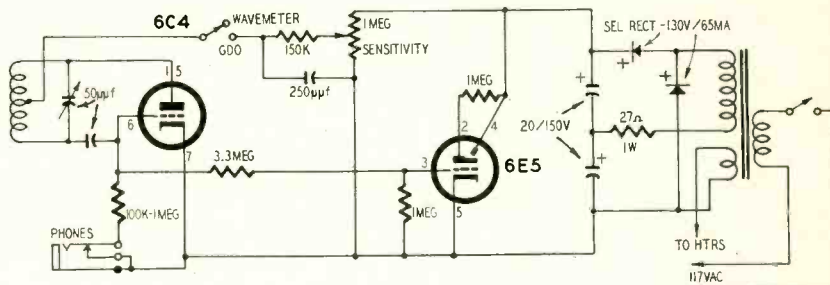 6C4
WAVEMETER
GDO
150K
1MEG
SENSITIVITY
250µµf
SEL RECT-130V/65MA
+
+
1 5
50µµf
6
7
1MEG
2
4
3
5
6E5
+
20/150V
+
27Ω
1W
3.3MEG
100K-1MEG
1MEG
PHONES
TO HTRS
117VAC